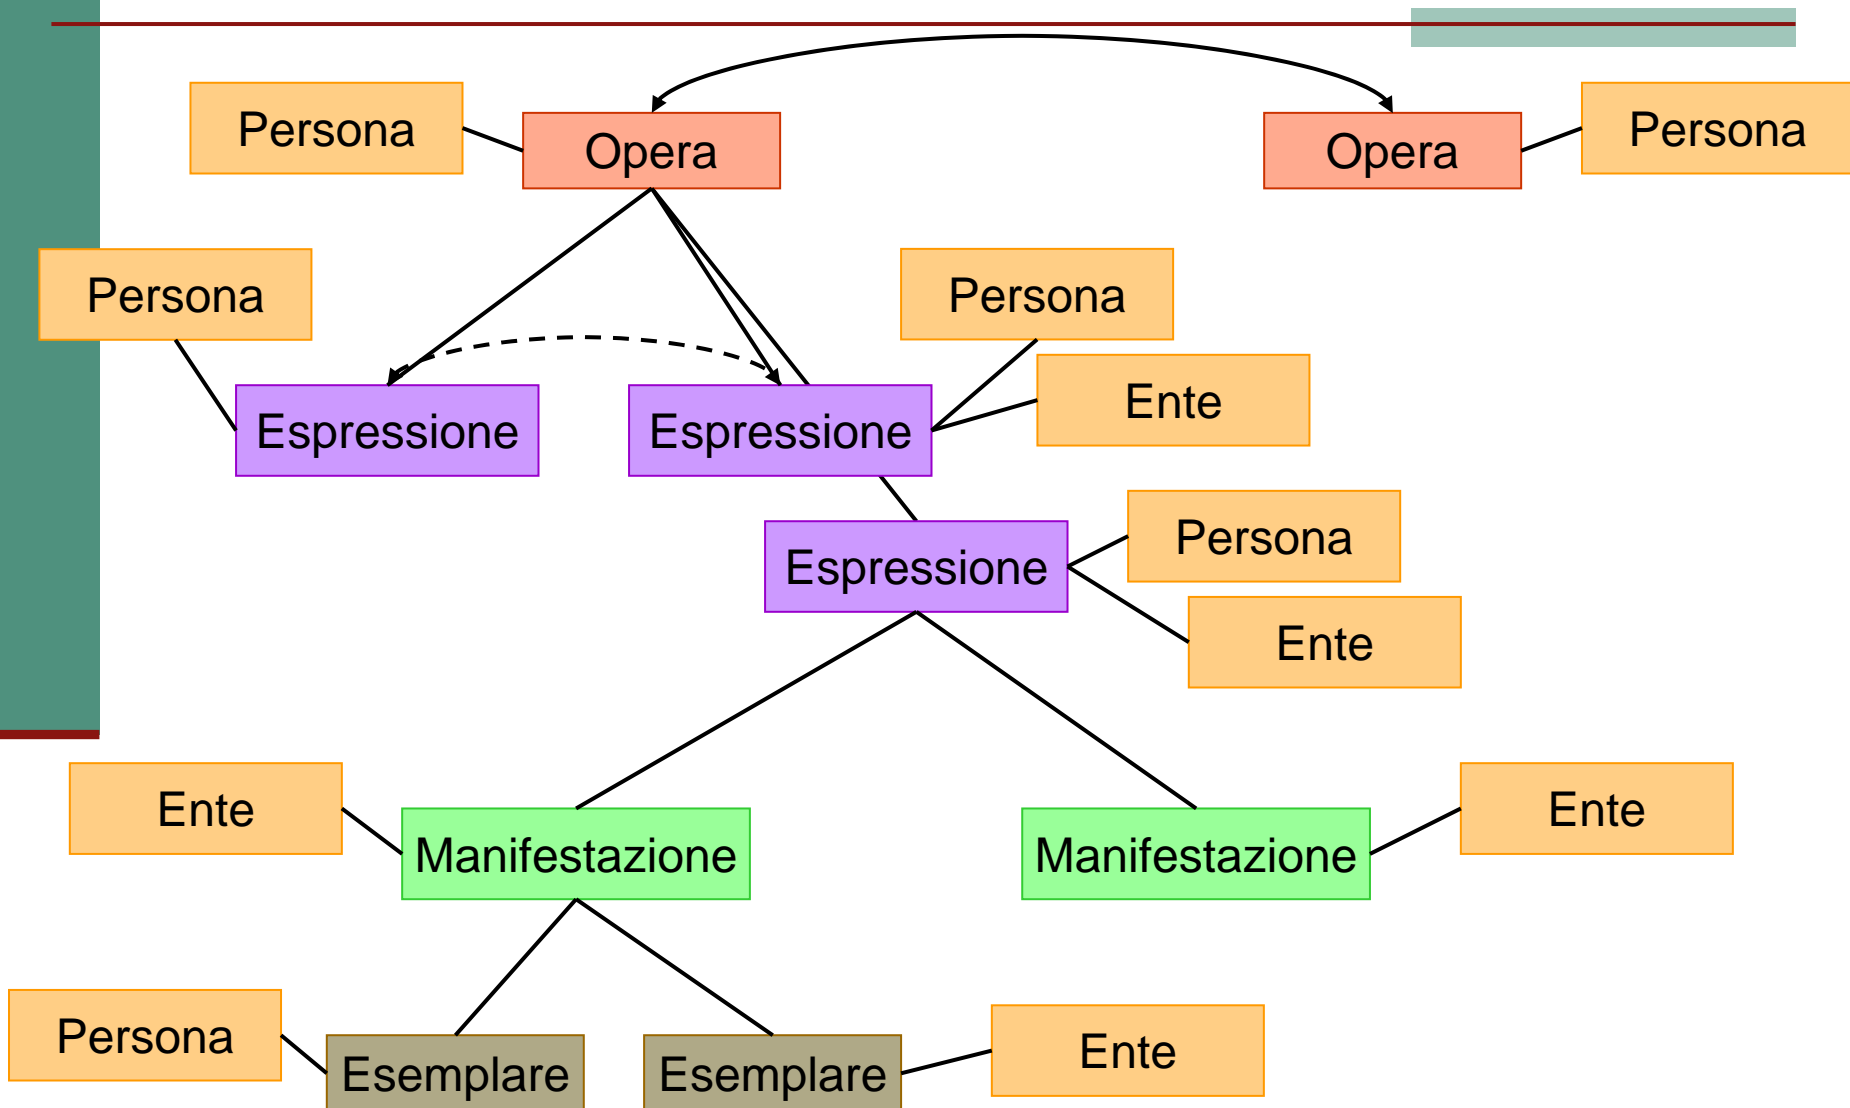 Persona
Opera
Opera
Persona
Persona
Persona
Ente
Espressione
Espressione
Persona
Espressione
Ente
Ente
Manifestazione
Manifestazione
Ente
Persona
Esemplare
Esemplare
Ente